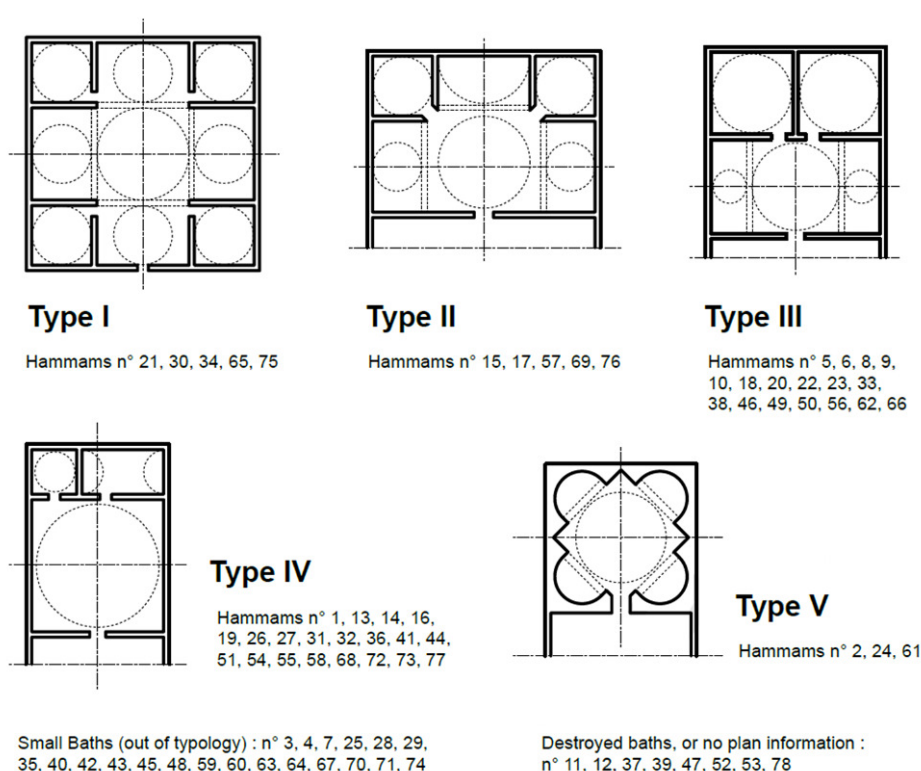 Type I
Hammams n° 21, 30, 34, 65, 75
Type II
Hammams n° 15, 17, 57, 69, 76
Type III
Hammams n° 5, 6, 8, 9,
10, 18, 20, 22, 23, 33,
38, 46, 49, 50, 56, 62, 66
Type IV
Hammams n° 1, 13, 14, 16,
19, 26, 27, 31, 32, 36, 41, 44,
51, 54, 55, 58, 68, 72, 73, 77
Type V
Hammams n° 2, 24, 61
Small Baths (out of typology) : n° 3, 4, 7, 25, 28, 29,
35, 40, 42, 43, 45, 48, 59, 60, 63, 64, 67, 70, 71, 74
Destroyed baths, or no plan information :
n° 11, 12, 37, 39, 47, 52, 53, 78